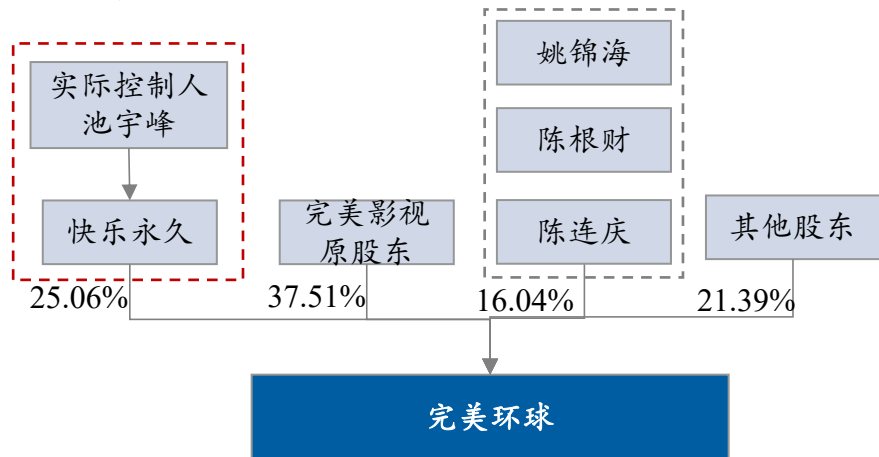 实际控制人
池宇峰
快乐永久
完美影视
原股东
姚锦海
陈根财
陈连庆
其他股东
25.06%
37.51%
16.04%
21.39%
完美环球